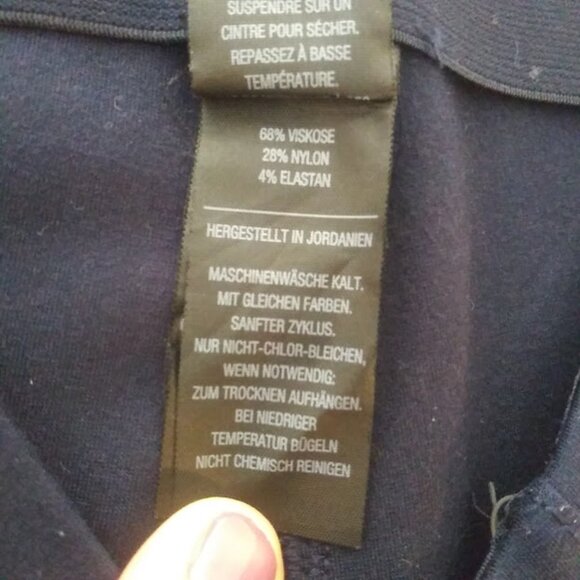 SUSPENDRE SUR UN
CINTRE POUR SÉCHER.
REPASSEZ À BASSE
TEMPÉRATURE.
68% VISKOSE
28% NYLON
4% ELASTAN
HERGESTELLT IN JORDANIEN
MASCHINENWÄSCHE KALT.
MIT GLEICHEN FARBEN.
SANFTER ZYKLUS.
NUR NICHT-CHLOR-BLEICHEN,
WENN NOTWENDIG:
ZUM TROCKNEN AUFHÄNGEN.
BEI NIEDRIGER
TEMPERATUR BÜGELN
NICHT CHEMISCH REINIGEN